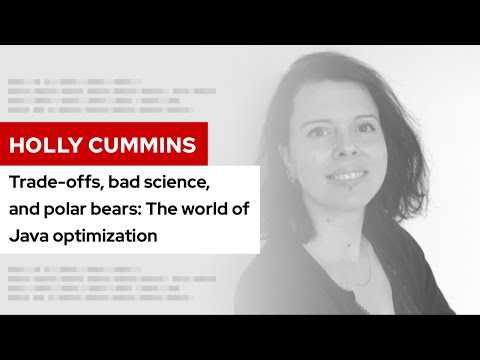 HOLLY CUMMINS
Trade-offs, bad science,
and polar bears: The world of
Java optimization